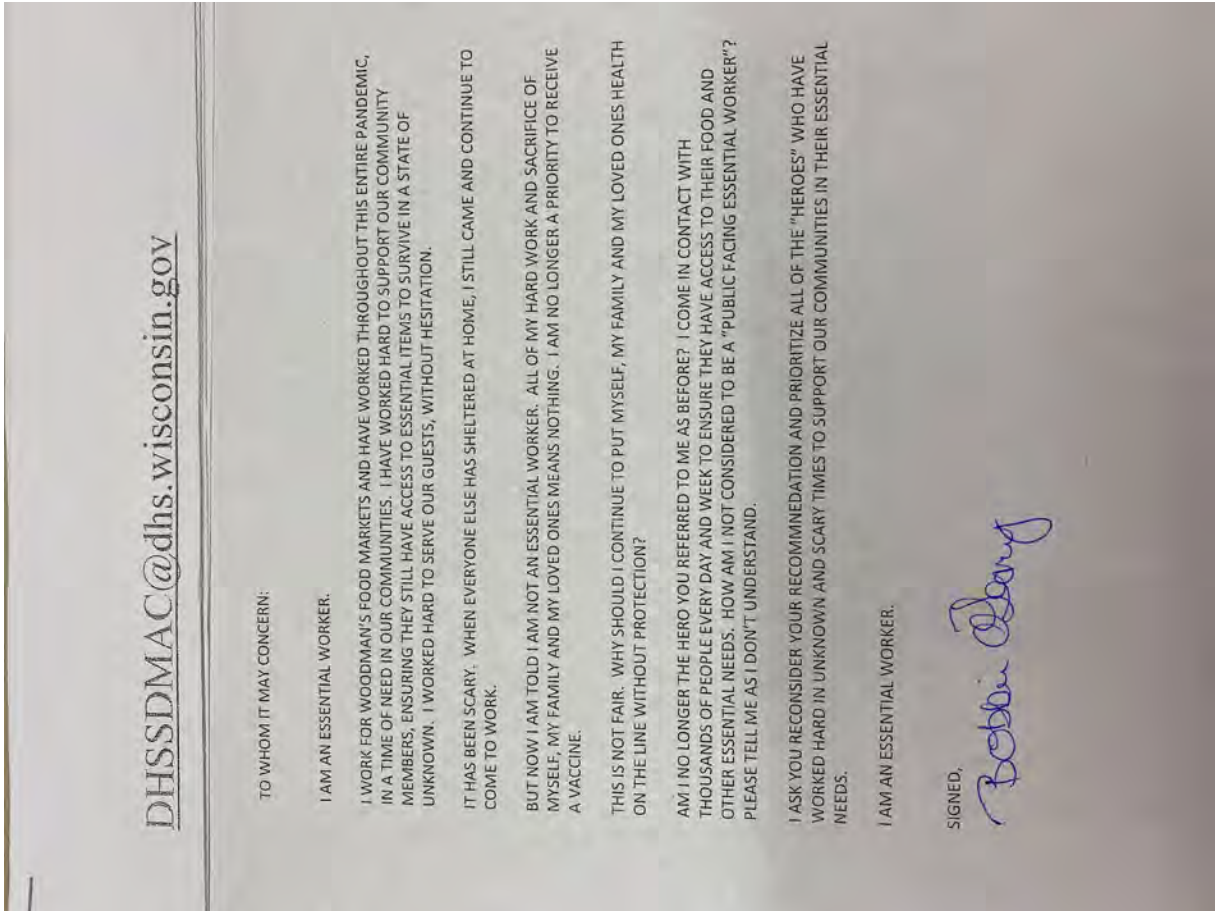 DHSSDMAC@dhs.wisconsin.gov
TO WHOM IT MAY CONCERN:
I AM AN ESSENTIAL WORKER.
I WORK FOR WOODMAN'S FOOD MARKETS AND HAVE WORKED THROUGHOUT THIS ENTIRE PANDEMIC,
IN A TIME OF NEED IN OUR COMMUNITIES. I HAVE WORKED HARD TO SUPPORT OUR COMMUNITY
MEMBERS, ENSURING THEY STILL HAVE ACCESS TO ESSENTIAL ITEMS TO SURVIVE IN A STATE OF
UNKNOWN. I WORKED HARD TO SERVE OUR GUESTS, WITHOUT HESITATION.
IT HAS BEEN SCARY. WHEN EVERYONE ELSE HAS SHELTERED AT HOME, I STILL CAME AND CONTINUE TO
COME TO WORK.
BUT NOW I AM TOLD I AM NOT AN ESSENTIAL WORKER. ALL OF MY HARD WORK AND SACRIFICE OF
MYSELF, MY FAMILY AND MY LOVED ONES MEANS NOTHING. I AM NO LONGER A PRIORITY TO RECEIVE
A VACCINE.
THIS IS NOT FAIR. WHY SHOULD I CONTINUE TO PUT MYSELF, MY FAMILY AND MY LOVED ONES HEALTH
ON THE LINE WITHOUT PROTECTION?
AM I NO LONGER THE HERO YOU REFERRED TO ME AS BEFORE? I COME IN CONTACT WITH
THOUSANDS OF PEOPLE EVERY DAY AND WEEK TO ENSURE THEY HAVE ACCESS TO THEIR FOOD AND
OTHER ESSENTIAL NEEDS. HOW AM I NOT CONSIDERED TO BE A "PUBLIC FACING ESSENTIAL WORKER"?
PLEASE TELL ME AS I DON'T UNDERSTAND.
I ASK YOU RECONSIDER YOUR RECOMMNEDATION AND PRIORITIZE ALL OF THE "HEROES" WHO HAVE
WORKED HARD IN UNKNOWN AND SCARY TIMES TO SUPPORT OUR COMMUNITIES IN THEIR ESSENTIAL
NEEDS.
I AM AN ESSENTIAL WORKER.
SIGNED,
Bobbi O'Leary